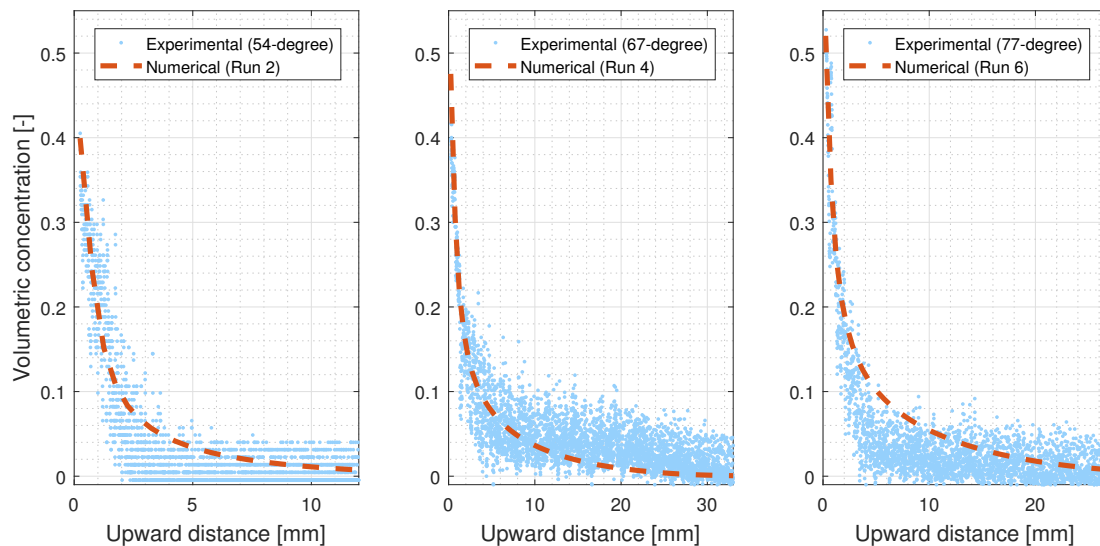 Experimental (54-degree)
Numerical (Run 2)
0.5
0.4
0.3
0.2
0.1
0
0
5
10
Upward distance [mm]
Volumetric concentration [-]
Experimental (67-degree)
Numerical (Run 4)
0.5
0.4
0.3
0.2
0.1
0
0
10
20
30
Upward distance [mm]
Experimental (77-degree)
Numerical (Run 6)
0.5
0.4
0.3
0.2
0.1
0
0
10
20
Upward distance [mm]